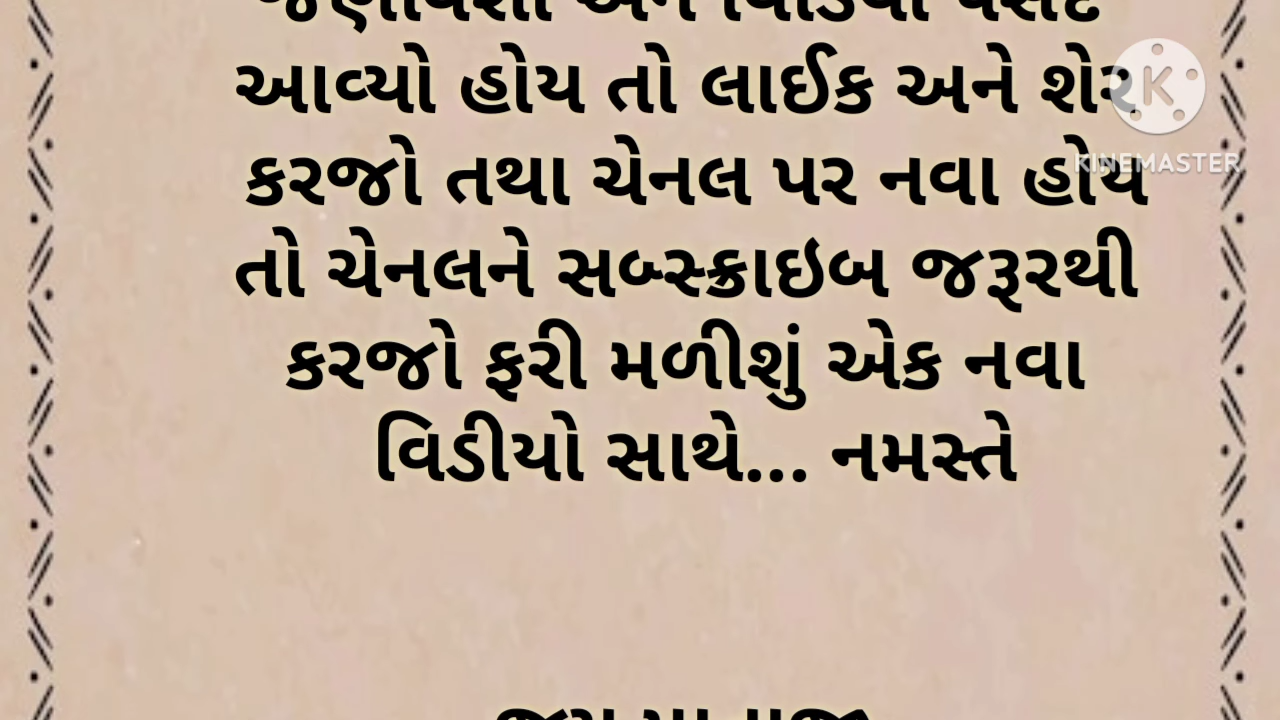 આવ્યો હોય તો લાઈક અને શેર
કરજો તથા ચેનલ પર નવા હોય
તો ચેનલને સબ્સ્ક્રાઇબ જરૂરથી
કરજો ફરી મળીશું એક નવા
વિડીયો સાથે... નમસ્તે
KINEMASTER